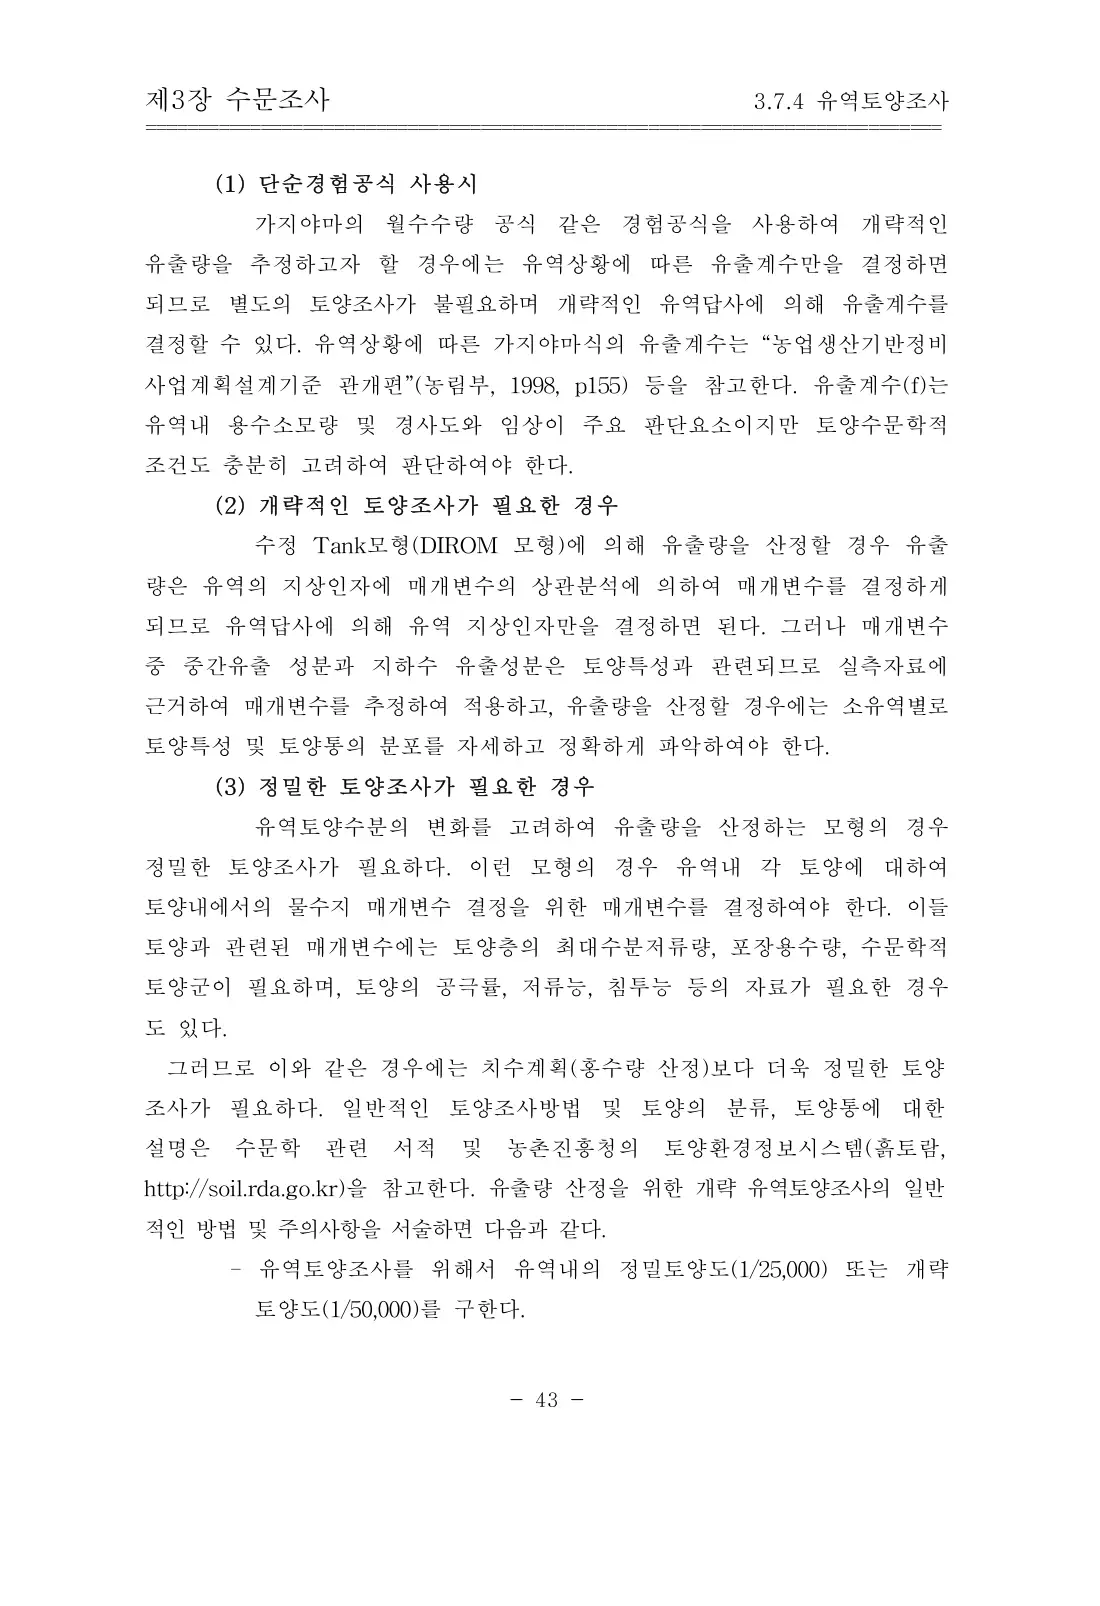 제3장 수문조사
3.7.4 유역토양조사
(1) 단순경험공식 사용시
가지야마의 월수수량 공식 같은 경험공식을 사용하여 개략적인
유출량을 추정하고자 할 경우에는 유역상황에 따른 유출계수만을 결정하면
되므로 별도의 토양조사가 불필요하며 개략적인 유역답사에 의해 유출계수를
결정할 수 있다. 유역상황에 따른 가지야마식의 유출계수는 “농업생산기반정비
사업계획설계기준 관개편”(농림부, 1998, p155) 등을 참고한다. 유출계수(f)는
유역내 용수소모량 및 경사도와 임상이 주요 판단요소이지만 토양수문학적
조건도 충분히 고려하여 판단하여야 한다.
(2) 개략적인 토양조사가 필요한 경우
수정 Tank모형(DIROM 모형)에 의해 유출량을 산정할 경우 유출
량은 유역의 지상인자에 매개변수의 상관분석에 의하여 매개변수를 결정하게
되므로 유역답사에 의해 유역 지상인자만을 결정하면 된다. 그러나 매개변수
중 중간유출 성분과 지하수 유출성분은 토양특성과 관련되므로 실측자료에
근거하여 매개변수를 추정하여 적용하고, 유출량을 산정할 경우에는 소유역별로
토양특성 및 토양통의 분포를 자세하고 정확하게 파악하여야 한다.
(3) 정밀한 토양조사가 필요한 경우
유역토양수분의 변화를 고려하여 유출량을 산정하는 모형의 경우
정밀한 토양조사가 필요하다. 이런 모형의 경우 유역내 각 토양에 대하여
토양내에서의 물수지 매개변수 결정을 위한 매개변수를 결정하여야 한다. 이들
토양과 관련된 매개변수에는 토양층의 최대수분저류량, 포장용수량, 수문학적
토양군이 필요하며, 토양의 공극률, 저류능, 침투능 등의 자료가 필요한 경우
도 있다.
그러므로 이와 같은 경우에는 치수계획(홍수량 산정)보다 더욱 정밀한 토양
조사가 필요하다. 일반적인 토양조사방법 및 토양의 분류, 토양통에 대한
설명은 수문학 관련 서적 및 농촌진흥청의 토양환경정보시스템(흙토람,
http://soil.rda.go.kr)을 참고한다. 유출량 산정을 위한 개략 유역토양조사의 일반
적인 방법 및 주의사항을 서술하면 다음과 같다.
- 유역토양조사를 위해서 유역내의 정밀토양도(1/25,000) 또는 개략
토양도(1/50,000)를 구한다.
- 43 -